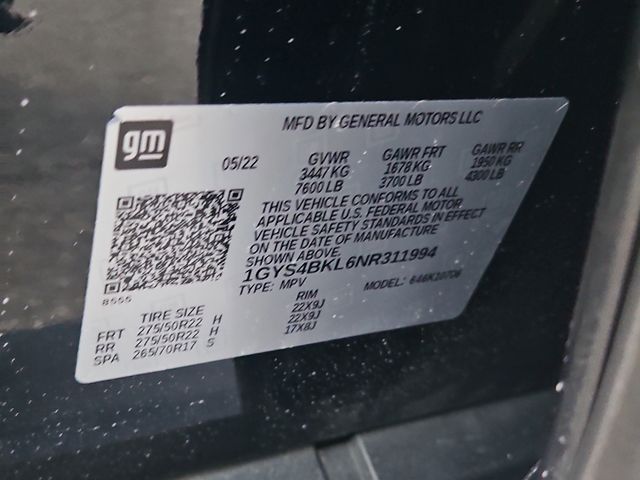 gm
MFD BY GENERAL MOTORS LLC
05/22 GVWR GAWR FRT GAWR RR
3447 KG 1678 KG 1950 KG
7600 LB 3700 LB 4300 LB
THIS VEHICLE CONFORMS TO ALL
APPLICABLE U.S. FEDERAL MOTOR
VEHICLE SAFETY STANDARDS IN EFFECT
ON THE DATE OF MANUFACTURE
SHOWN ABOVE.
1GYS4BKL6NR311994
TYPE: MPV MODEL:
TIRE SIZE RIM
FRT 275/50R22 H 22X9J
RR 275/50R22 H 22X9J
SPA 265/70R17 S 17X8J